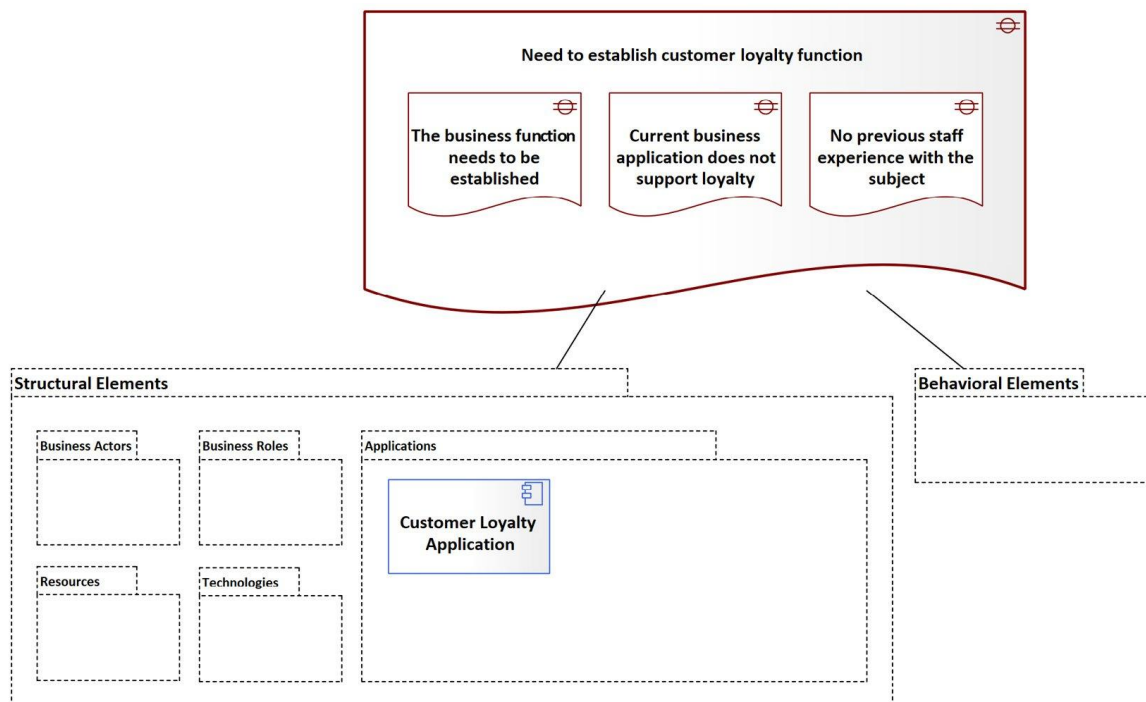 Need to establish customer loyalty function
The business function
needs to be
established
Current business
application does not
support loyalty
No previous staff
experience with the
subject
Structural Elements
Behavioral Elements
Business Actors
Business Roles
Applications
Customer Loyalty
Application
Resources
Technologies